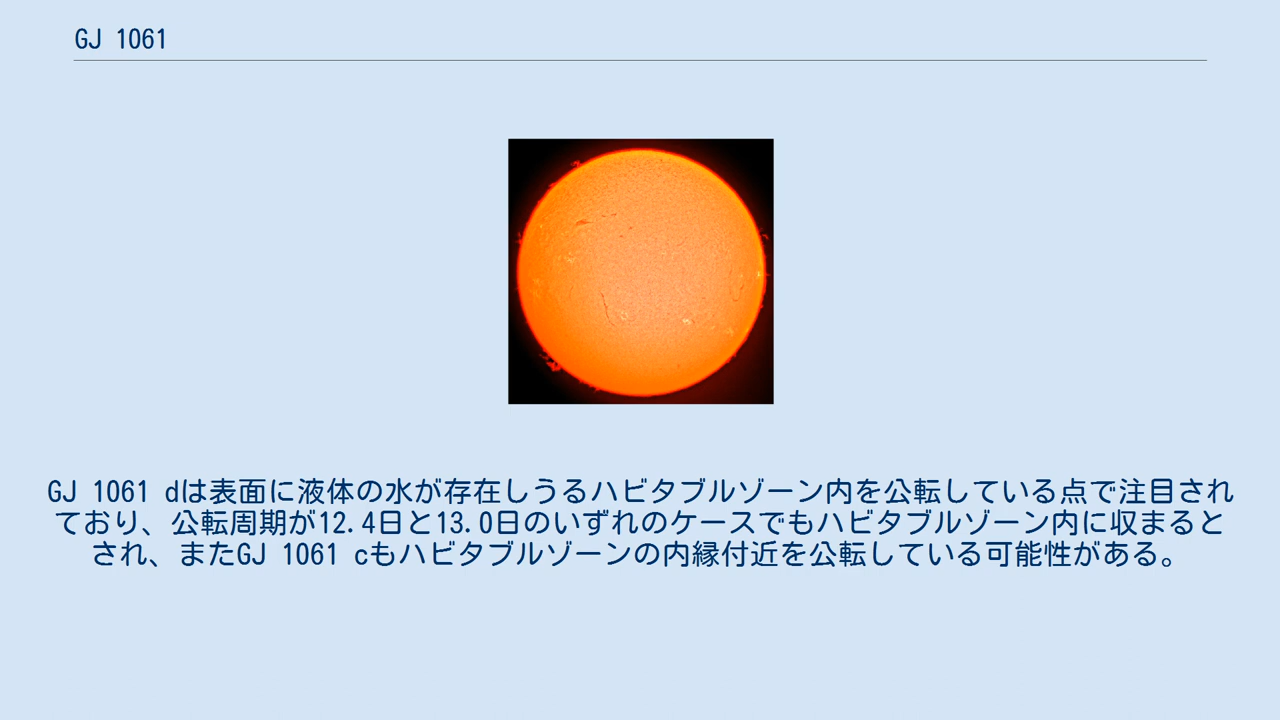 GJ 1061
GJ 1061 dは表面に液体の水が存在しうるハビタブルゾーン内を公転している点で注目され
ており、公転周期が12.4日と13.0日のいずれのケースでもハビタブルゾーン内に収まると
され、またGJ 1061 cもハビタブルゾーンの内縁付近を公転している可能性がある。